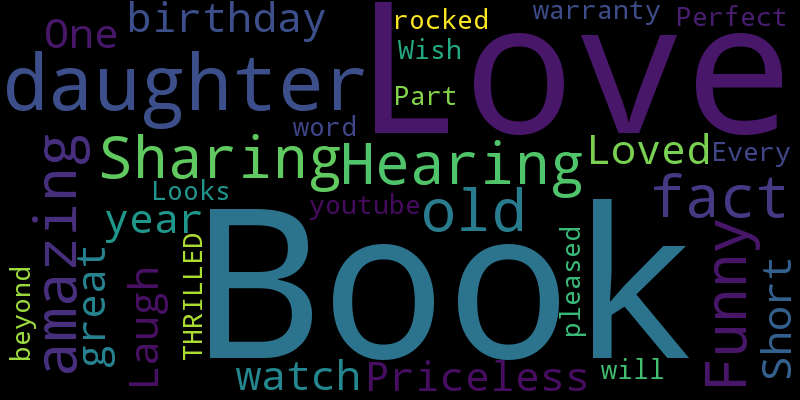 One
birthday
Love
rocked
warranty
Perfect
Wish
daughter
Part
word
Sharing
Hearing
Loved
Every
Looks
youtube
old
fact
year
amazing
great
beyond
Laugh
THRILLED
Book
pleased
Funny
Short
watch
Priceless
will